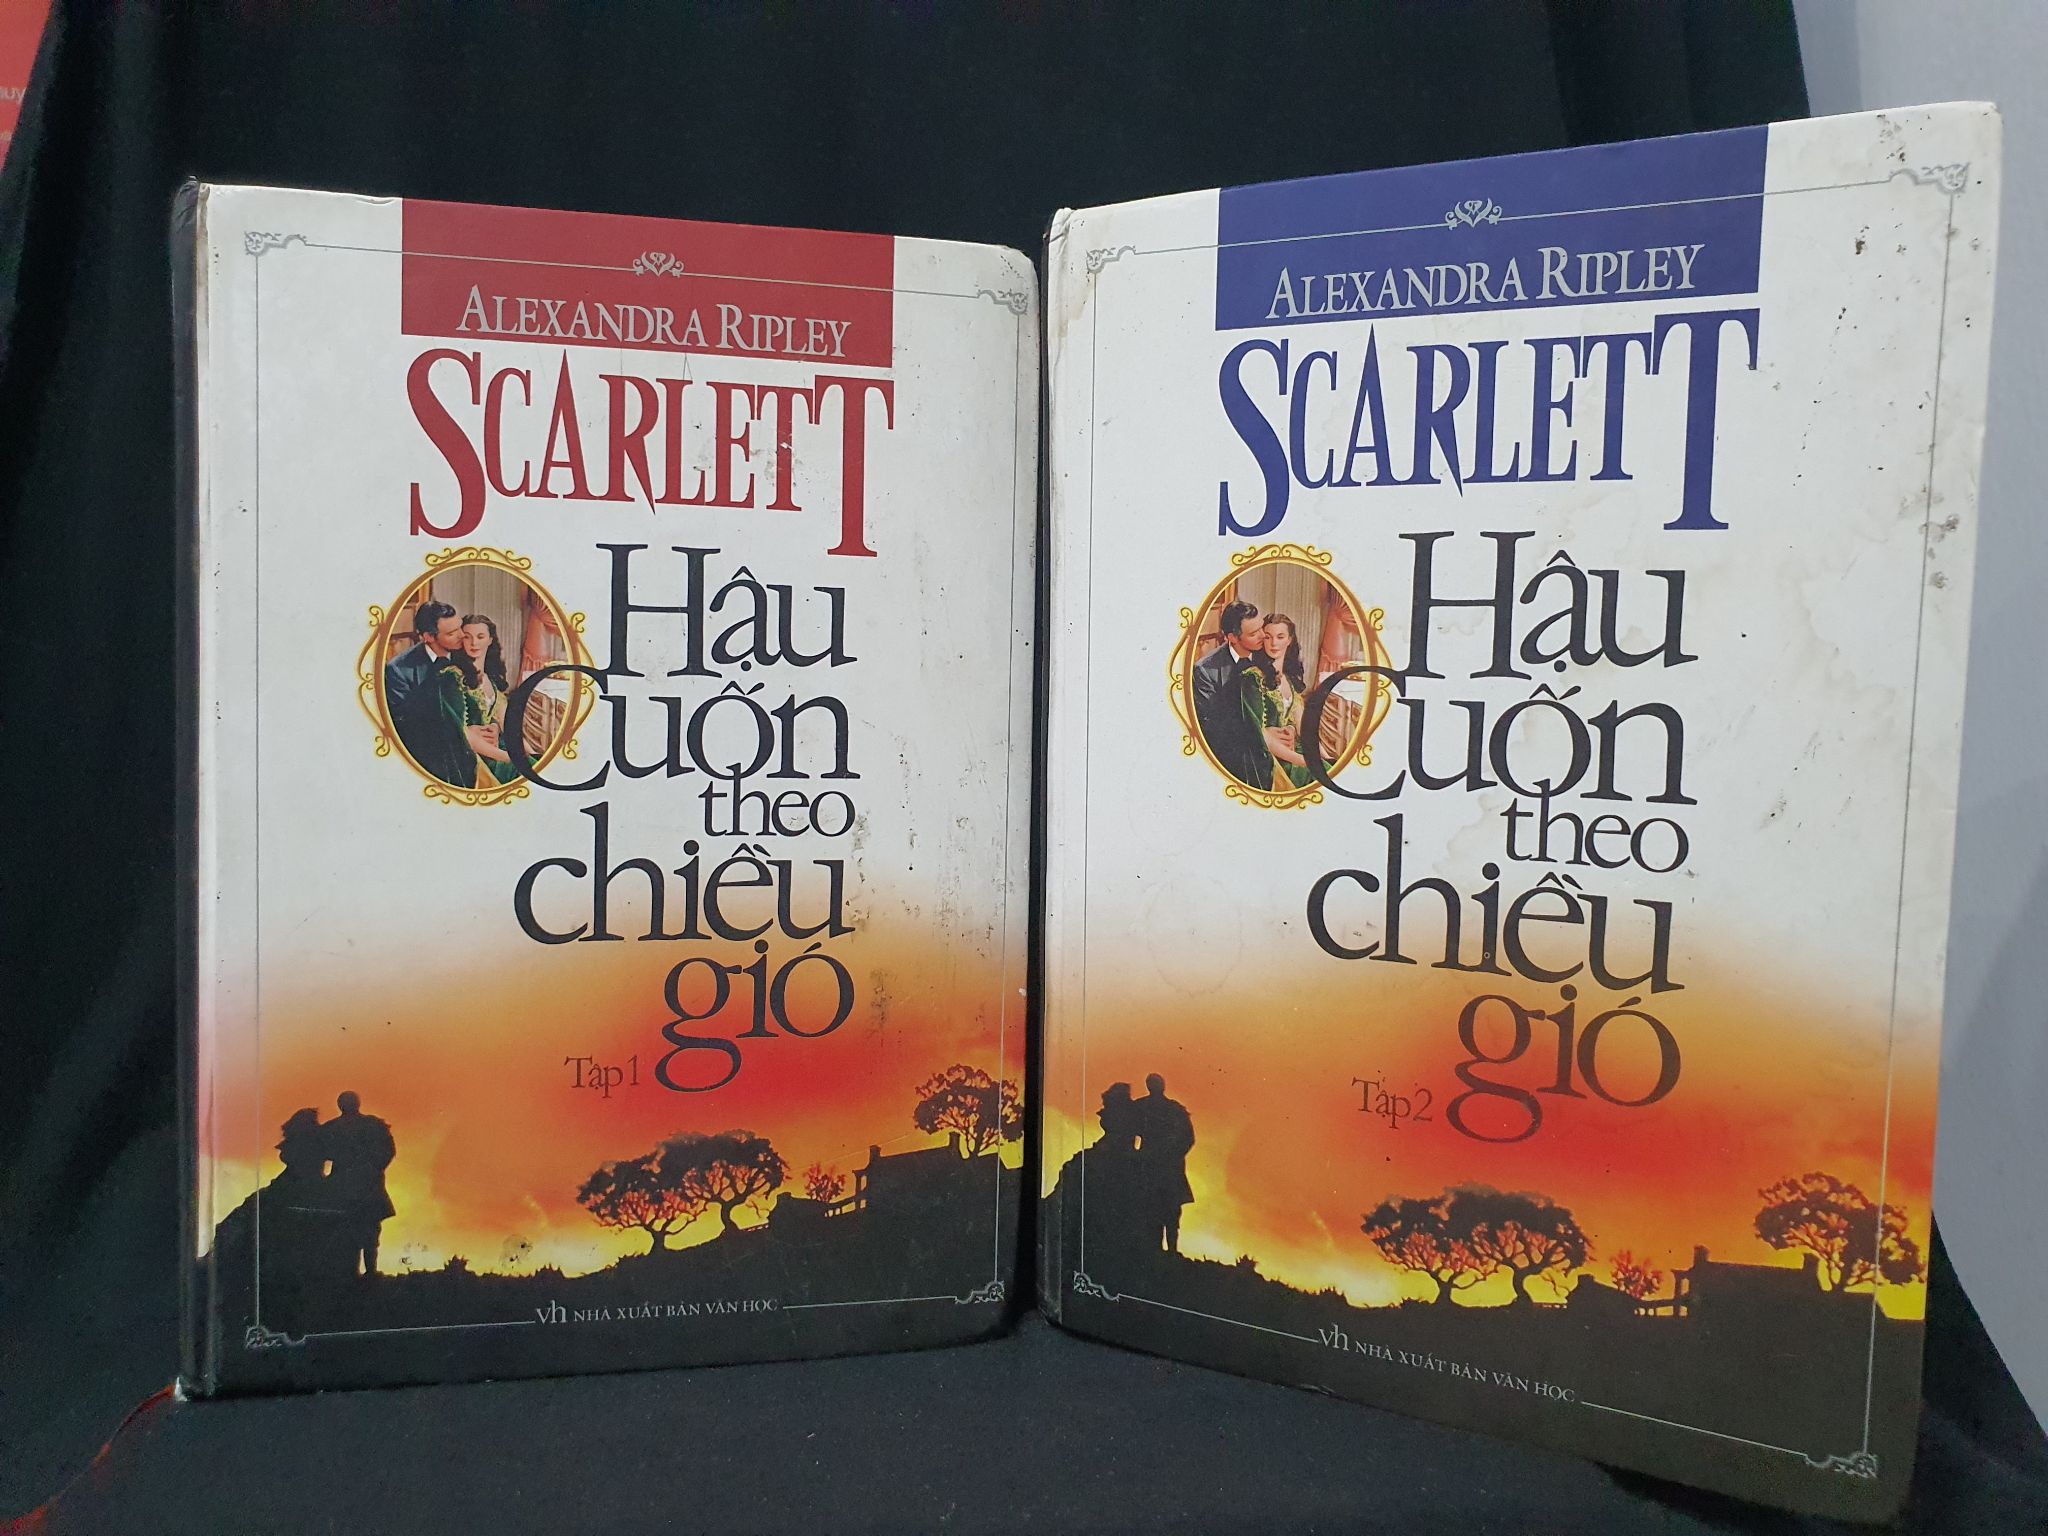 ALEXANDRA RIPLEY
SCARLETT
Hậu
Cuốn
theo
chiều
gió
Tập 1
vh NHÀ XUẤT BẢN VĂN HỌC
ALEXANDRA RIPLEY
SCARLETT
Hậu
Cuốn
theo
chiều
gió
Tập 2
vh NHÀ XUẤT BẢN VĂN HỌC